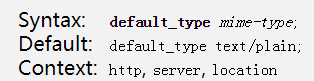 Syntax: default_type mime-type;
Default: default_type text/plain;
Context: http, server, location